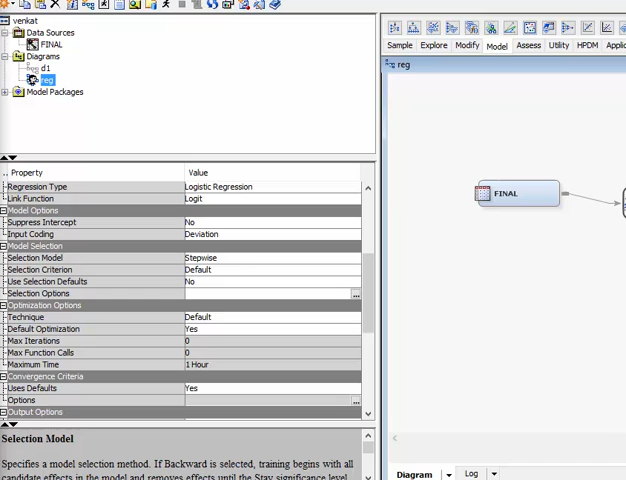 venkat
Data Sources
FINAL
Diagrams
d1
reg
Model Packages
.. Property Value
Regression Type Logistic Regression
Link Function Logit
Model Options
Suppress Intercept No
Input Coding Deviation
Model Selection
Selection Model Stepwise
Selection Criterion Default
Use Selection Defaults No
Selection Options ...
Optimization Options
Technique Default
Default Optimization Yes
Max Iterations 0
Max Function Calls 0
Maximum Time 1 Hour
Convergence Criteria
Uses Defaults Yes
Options ...
Output Options
Selection Model
Specifies a model selection method. If Backward is selected, training begins with all
candidate effects in the model and removes effects until the Stay significance level
Sample Explore Modify Model Assess Utility HPDM Applic
reg
FINAL
Diagram Log